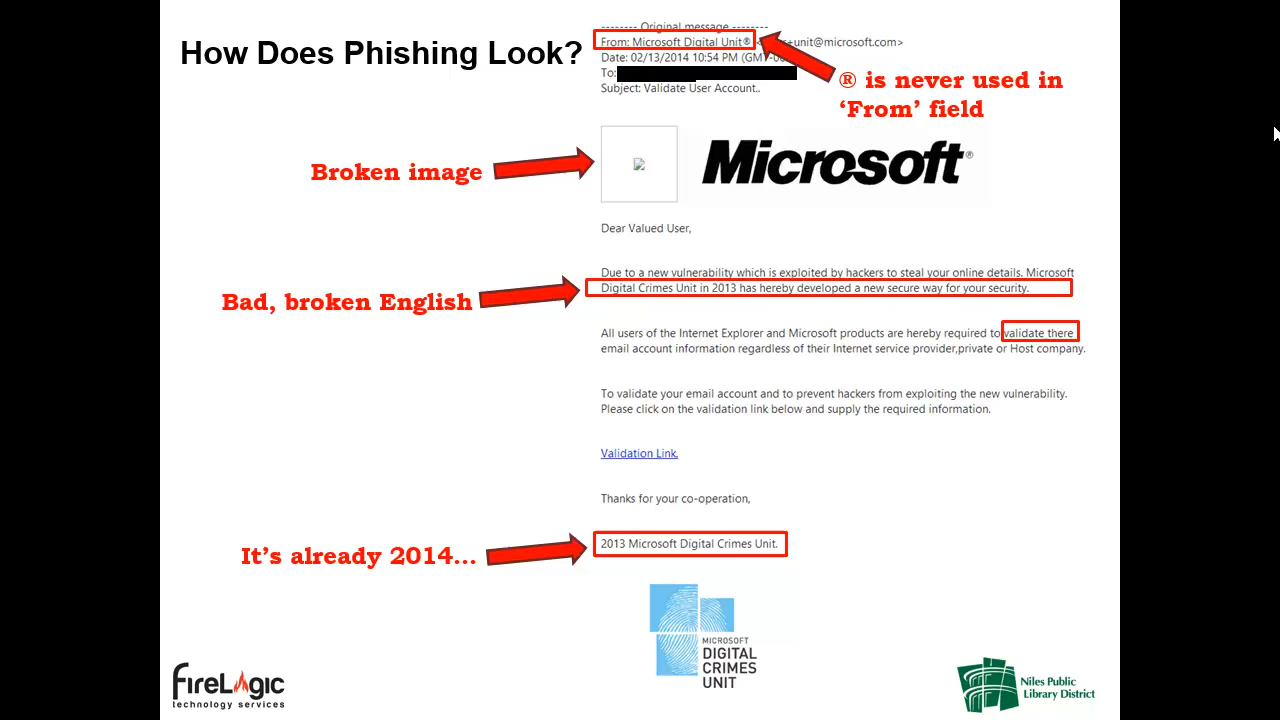 How Does Phishing Look?
-------- Original message --------
From: Microsoft Digital Unit® <    +unit@microsoft.com>
Date: 02/13/2014 10:54 PM
To:
Subject: Validate User Account..
® is never used in
‘From’ field
Broken image
Microsoft®
Dear Valued User,
Due to a new vulnerability which is exploited by hackers to steal your online details. Microsoft
Digital Crimes Unit in 2013 has hereby developed a new secure way for your security.
Bad, broken English
All users of the Internet Explorer and Microsoft products are hereby required to validate there
email account information regardless of their Internet service provider,private or Host company.
To validate your email account and to prevent hackers from exploiting the new vulnerability.
Please click on the validation link below and supply the required information.
Validation Link.
Thanks for your co-operation,
2013 Microsoft Digital Crimes Unit.
It’s already 2014...
MICROSOFT
DIGITAL
CRIMES
UNIT
FireLogic
technology services
Niles Public
Library District